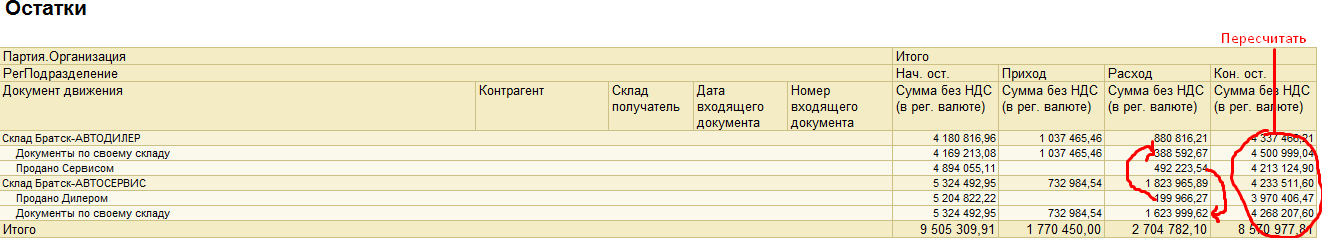 Остатки
Пересчитать
Партия.Организация Итого
РегПодразделение Нач. ост. Приход Расход Кон. ост.
Документ движения Контрагент Склад получатель Дата входящего документа Номер входящего документа Сумма без НДС (в рег. валюте) Сумма без НДС (в рег. валюте) Сумма без НДС (в рег. валюте) Сумма без НДС (в рег. валюте)
Склад Братск-АВТОДИЛЕР 4 180 816,96 1 037 465,46 880 816,21 4 337 466,21
Документы по своему складу 4 169 213,08 1 037 465,46 388 592,67 4 500 999,04
Продано Сервисом 4 894 055,11 492 223,54 4 213 124,90
Склад Братск-АВТОСЕРВИС 5 324 492,95 732 984,54 1 823 965,89 4 233 511,60
Продано Дилером 5 204 822,22 199 966,27 3 970 406,47
Документы по своему складу 5 324 492,95 732 984,54 1 623 999,62 4 268 207,60
Итого 9 505 309,91 1 770 450,00 2 704 782,10 8 570 977,81